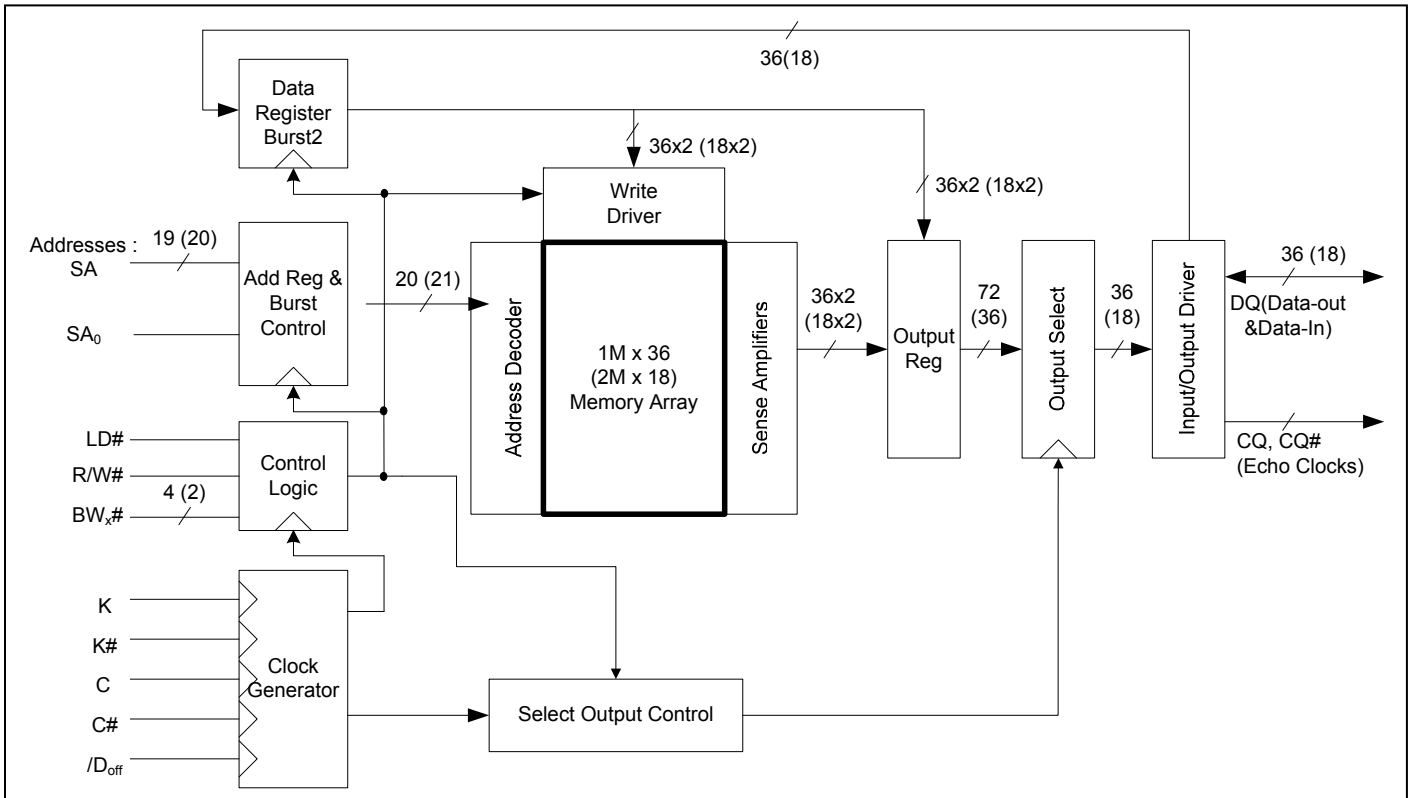 36(18)
Data
Register
Burst2
36x2 (18x2)
36x2 (18x2)
Write
Driver
Addresses :
SA
19 (20)
SA₀
Add Reg &
Burst
Control
20 (21)
Address Decoder
1M x 36
(2M x 18)
Memory Array
Sense Amplifiers
36x2
(18x2)
Output
Reg
72
(36)
Output Select
36
(18)
Input/Output Driver
36 (18)
DQ(Data-out
&Data-In)
CQ, CQ#
(Echo Clocks)
LD#
R/W#
BWₓ#
4 (2)
Control
Logic
K
K#
C
C#
/Doff
Clock
Generator
Select Output Control